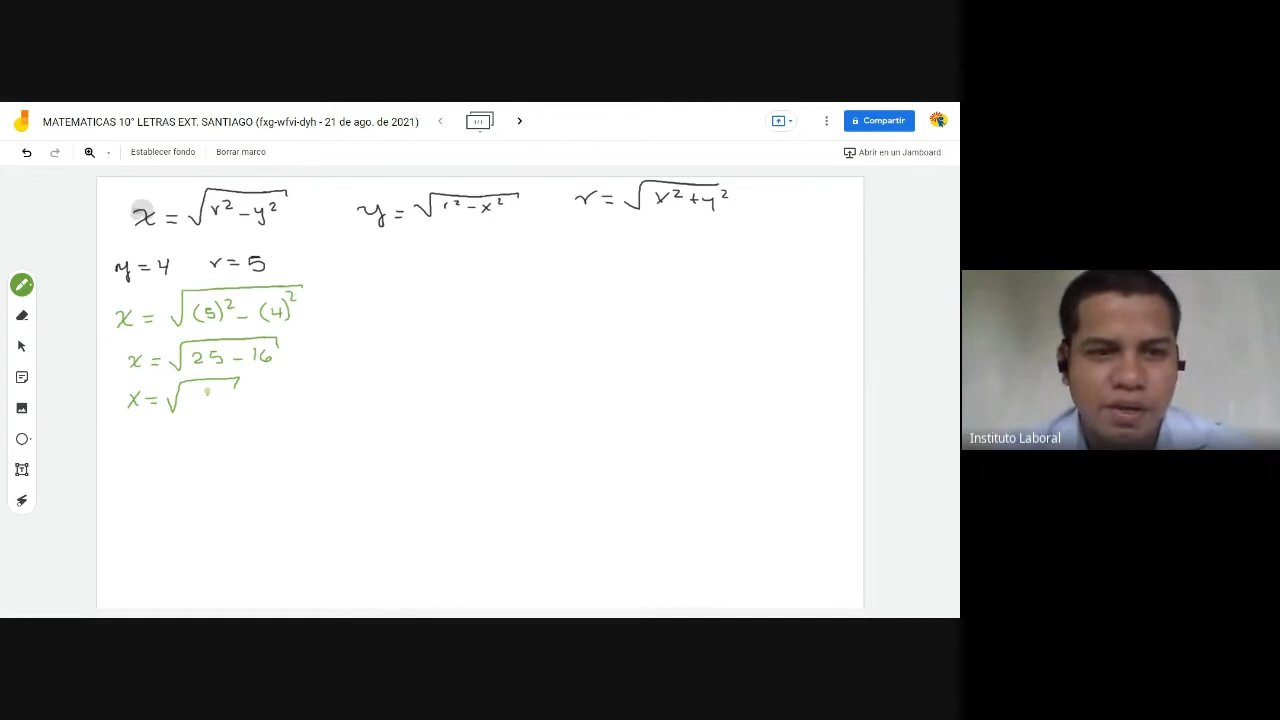 MATEMATICAS 10° LETRAS EXT. SANTIAGO (fxg-wfvi-dyh - 21 de ago. de 2021)
1/1
Compartir
Establecer fondo
Borrar marco
Abrir en un Jamboard
x = √(r² - y²)
y = √(r² - x²)
r = √(x² + y²)
y = 4
r = 5
x = √((5)² - (4)²)
x = √(25 - 16)
x = √
Instituto Laboral